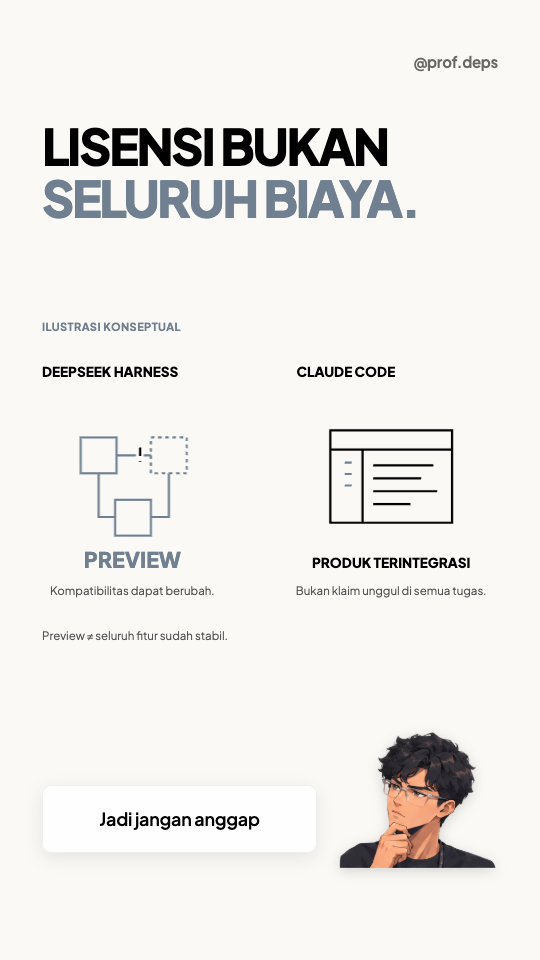 @prof.deps
LISENSI BUKAN
SELURUH BIAYA.
ILUSTRASI KONSEPTUAL
DEEPSEEK HARNESS
CLAUDE CODE
!
PREVIEW
PRODUK TERINTEGRASI
Kompatibilitas dapat berubah.
Bukan klaim unggul di semua tugas.
Preview ≠ seluruh fitur sudah stabil.
Jadi jangan anggap